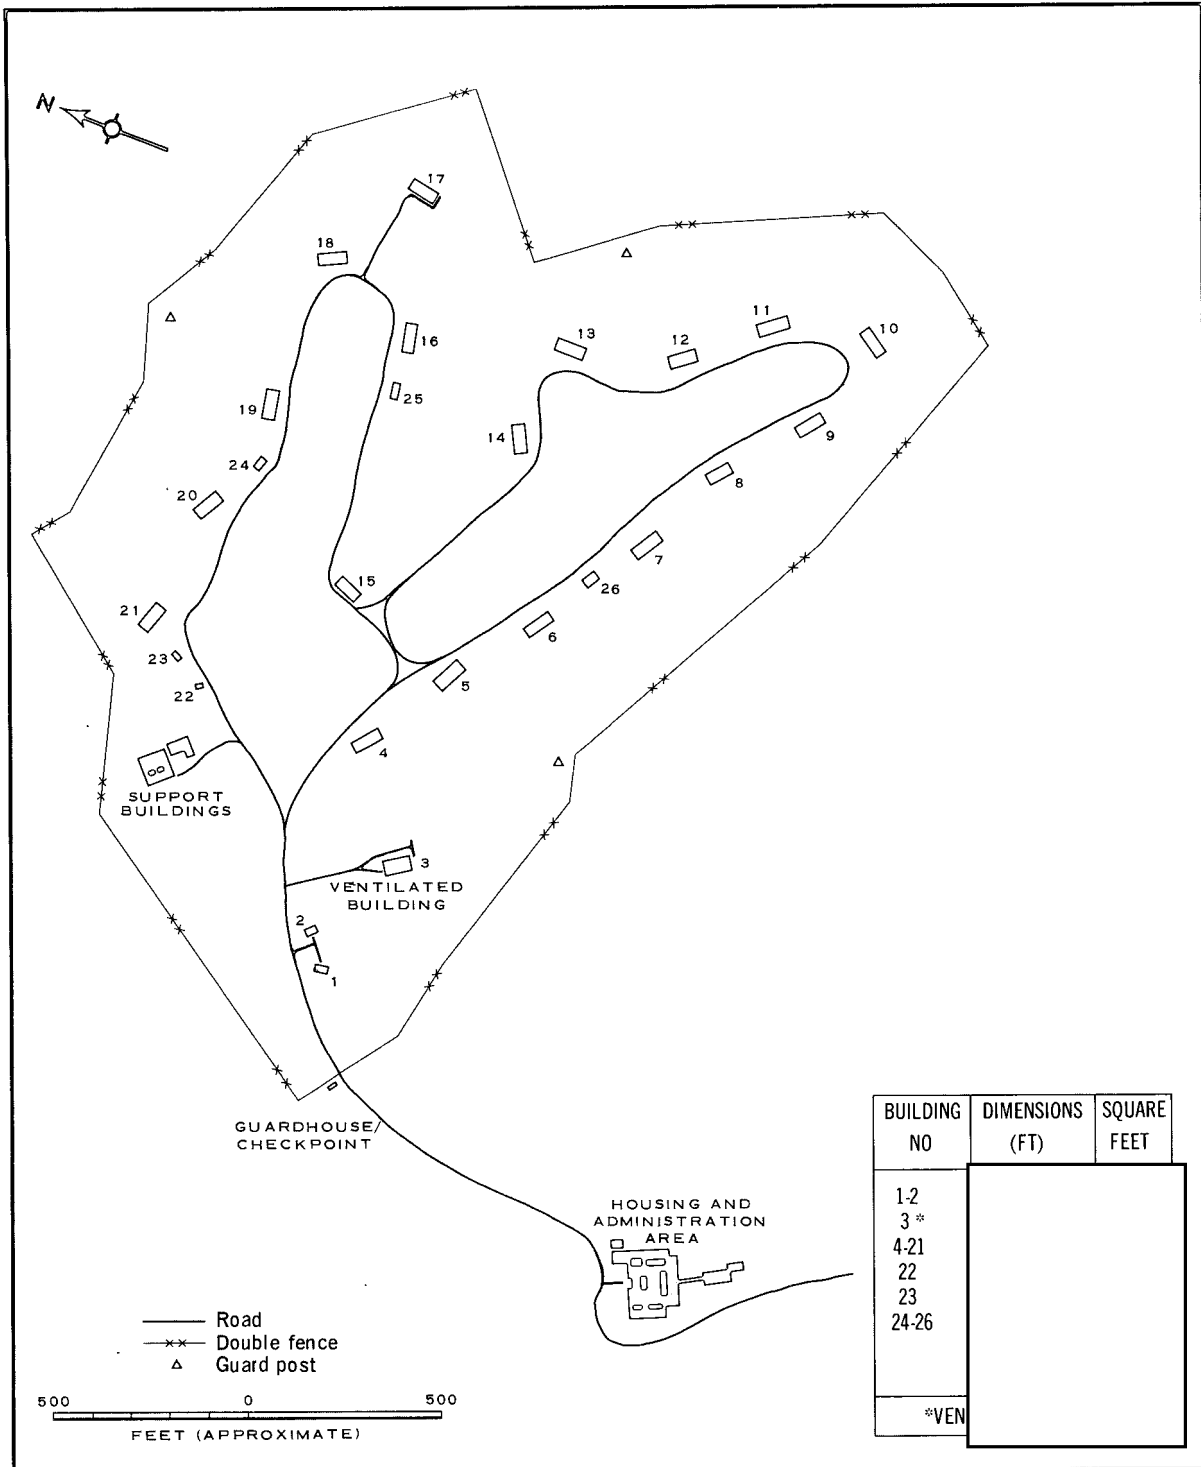 N
17
18
16
19
25
24
20
21
23
22
15
14
13
12
11
10
9
8
7
26
6
5
4
SUPPORT
BUILDINGS
3
VENTILATED
BUILDING
2
1
GUARDHOUSE/
CHECKPOINT
HOUSING AND
ADMINISTRATION
AREA
BUILDING NO
DIMENSIONS (FT)
SQUARE FEET
1-2
3 *
4-21
22
23
24-26
*VEN
Road
Double fence
Guard post
500 0 500
FEET (APPROXIMATE)